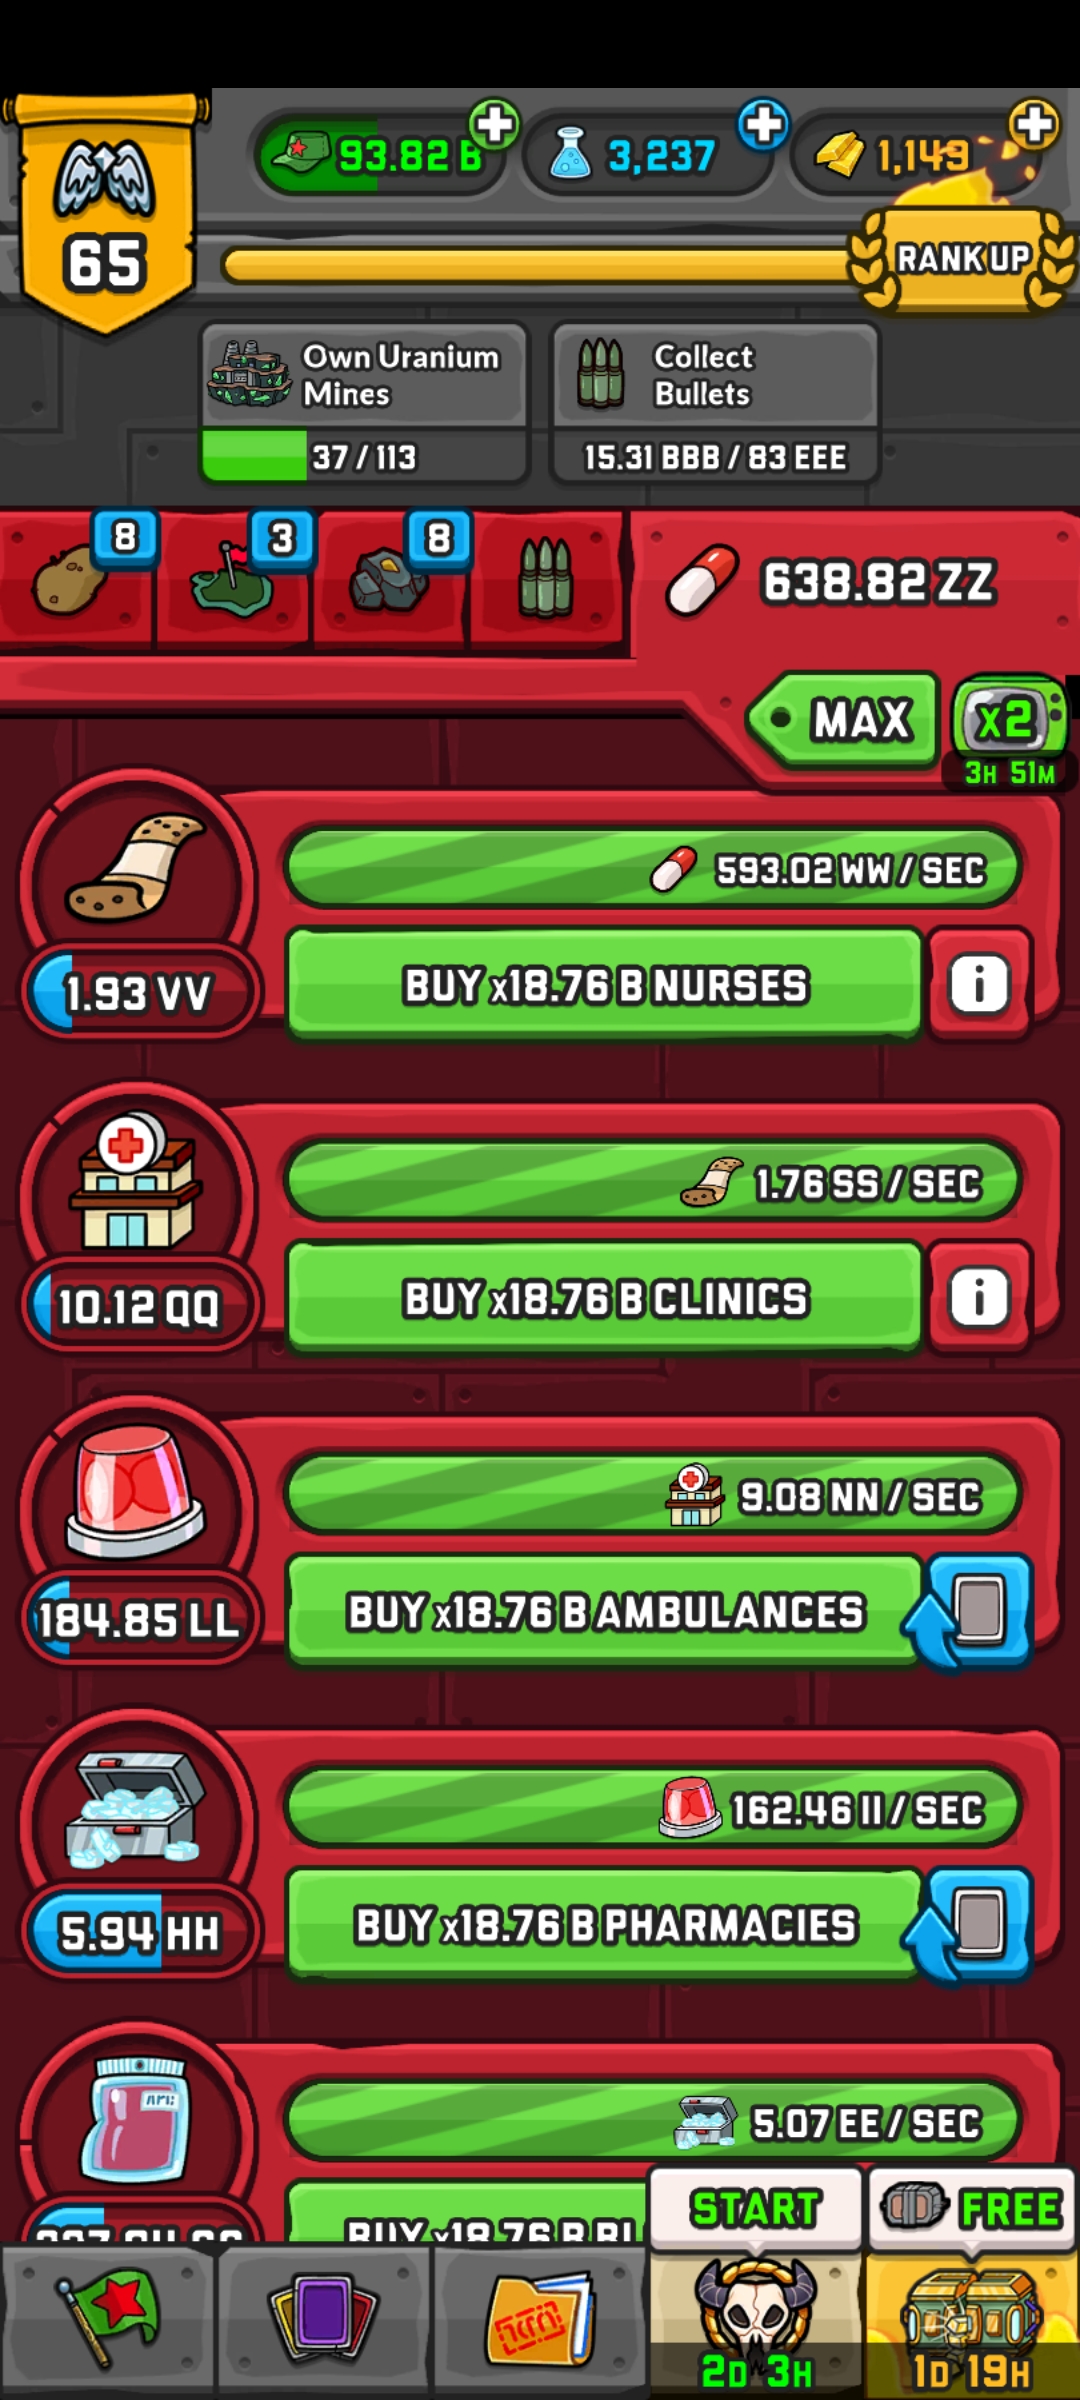 93.82 B
3,237
1,149
65
RANK UP
Own Uranium
Mines
37 / 113
Collect
Bullets
15.31 BBB / 83 EEE
8
3
8
638.82 ZZ
MAX
x2
3H 51M
593.02 WW / SEC
1.93 VV
BUY x18.76 B NURSES
i
1.76 SS / SEC
10.12 QQ
BUY x18.76 B CLINICS
i
9.08 NN / SEC
184.85 LL
BUY x18.76 B AMBULANCES
162.46 II / SEC
5.94 HH
BUY x18.76 B PHARMACIES
5.07 EE / SEC
BUY x18.76 B
START
FREE
2D 3H
1D 19H